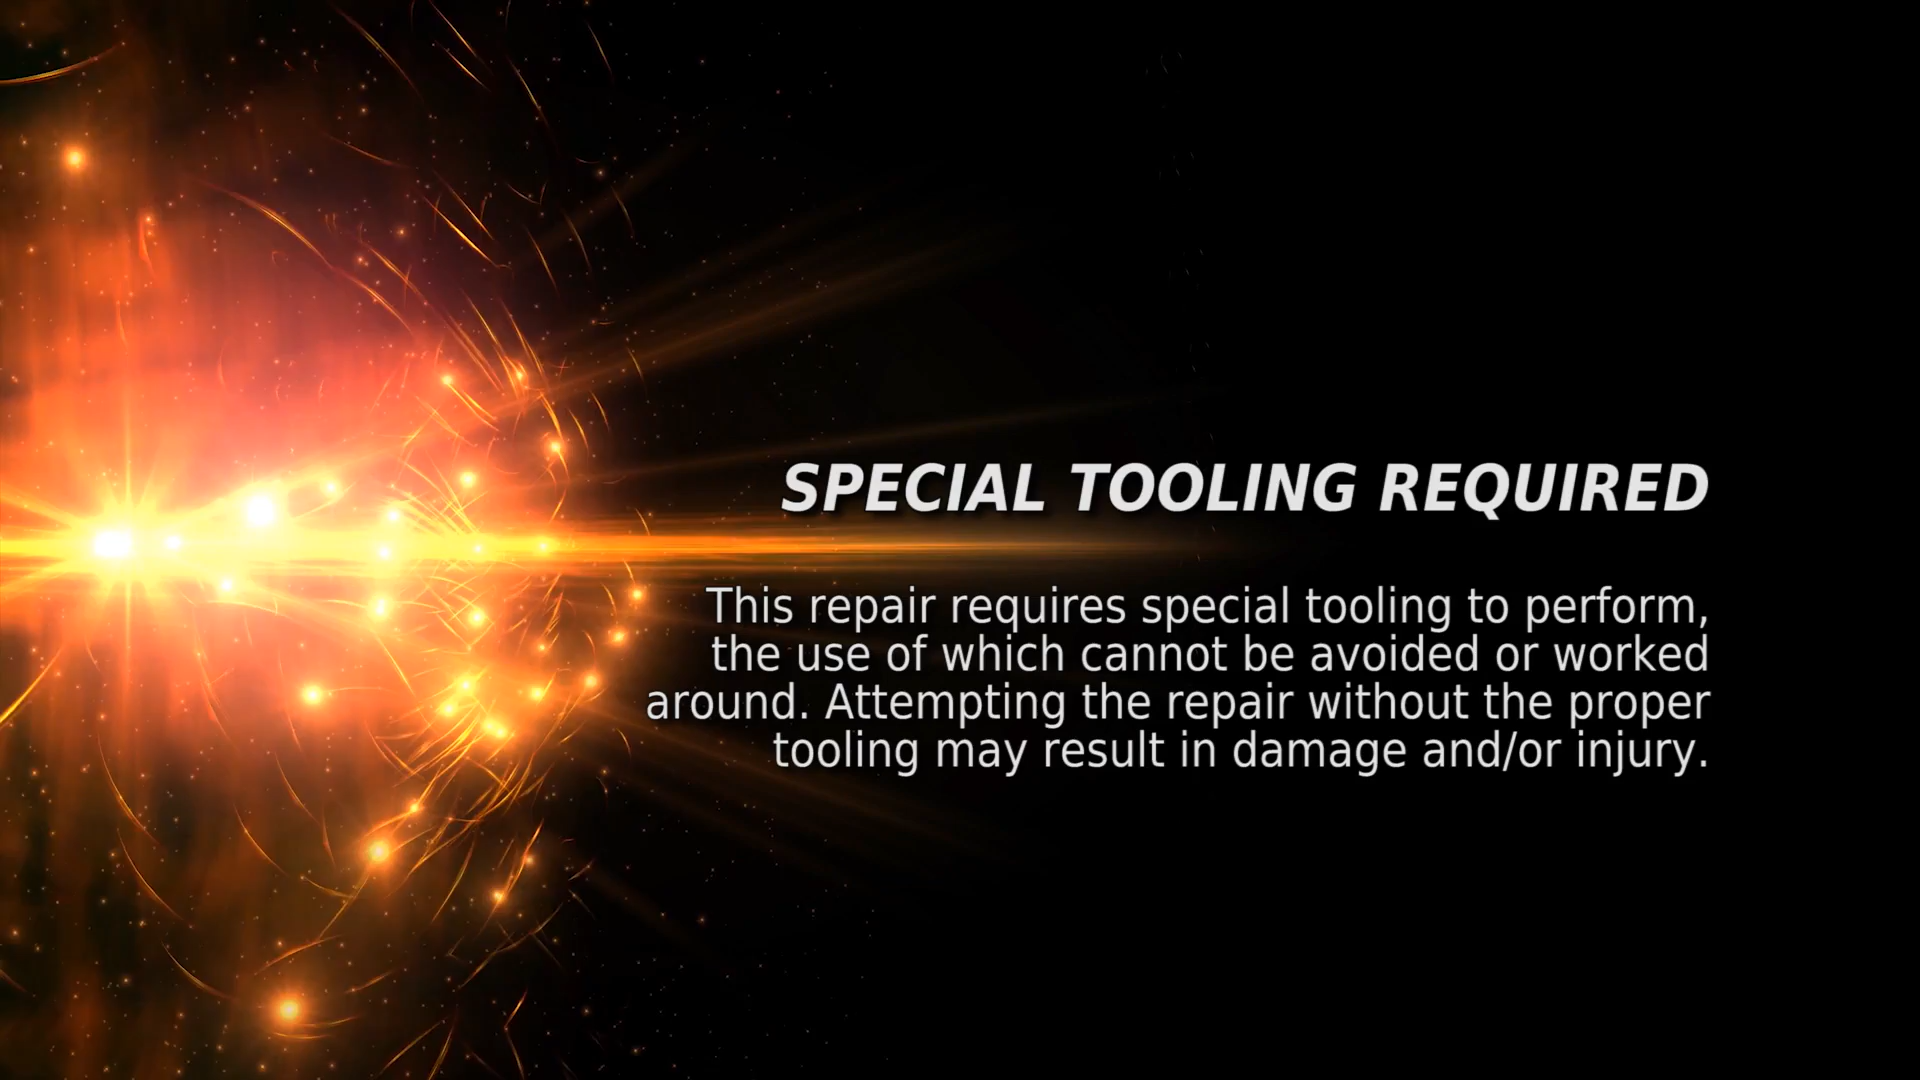 SPECIAL TOOLING REQUIRED
This repair requires special tooling to perform,
the use of which cannot be avoided or worked
around. Attempting the repair without the proper
tooling may result in damage and/or injury.